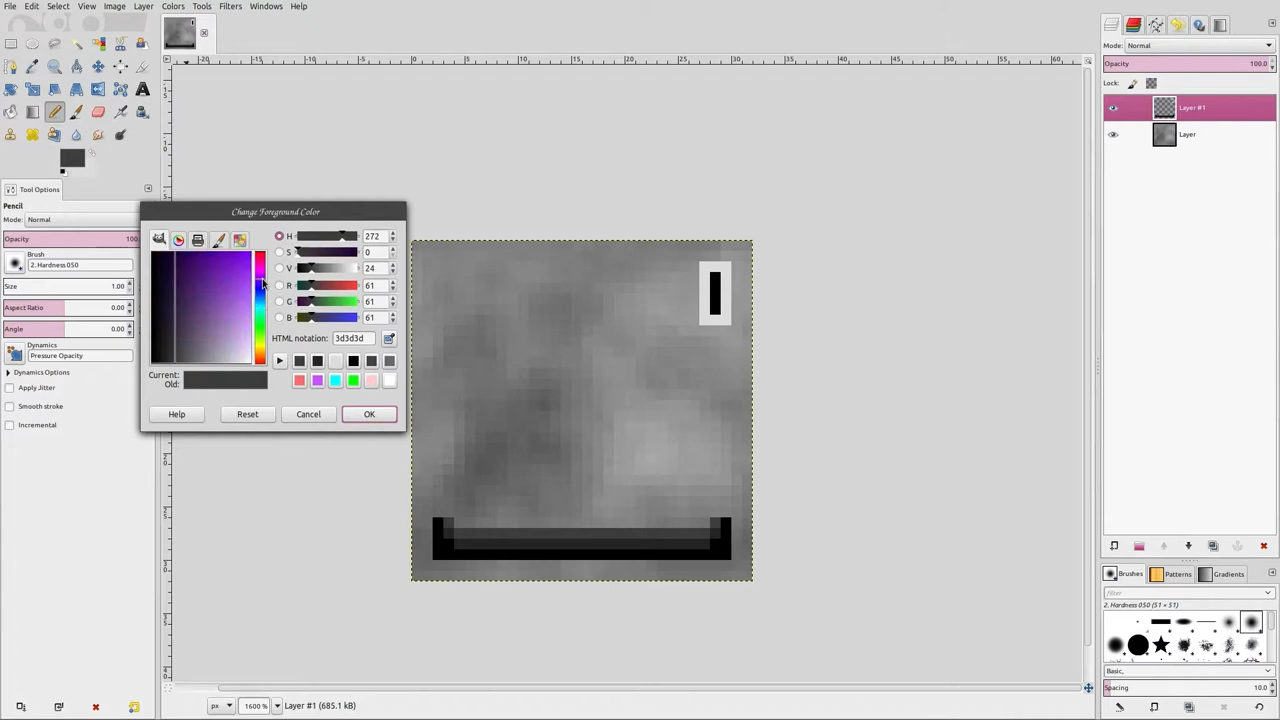 File Edit Select View Image Layer Colors Tools Filters Windows Help
Mode: Normal
Opacity 100.0
Lock:
Layer #1
Layer
Tool Options
Pencil
Mode: Normal
Opacity 100.
Brush
2. Hardness 050
Size 1.00
Aspect Ratio 0.00
Angle 0.00
Dynamics
Pressure Opacity
Dynamics Options
Apply Jitter
Smooth stroke
Incremental
Change Foreground Color
H 272
S 0
V 24
R 61
G 61
B 61
HTML notation: 3d3d3d
Current:
Old:
Help Reset Cancel OK
Brushes Patterns Gradients
filter
2. Hardness 050 (51 × 51)
Basic,
Spacing 10.0
px 1600 % Layer #1 (685.1 kB)